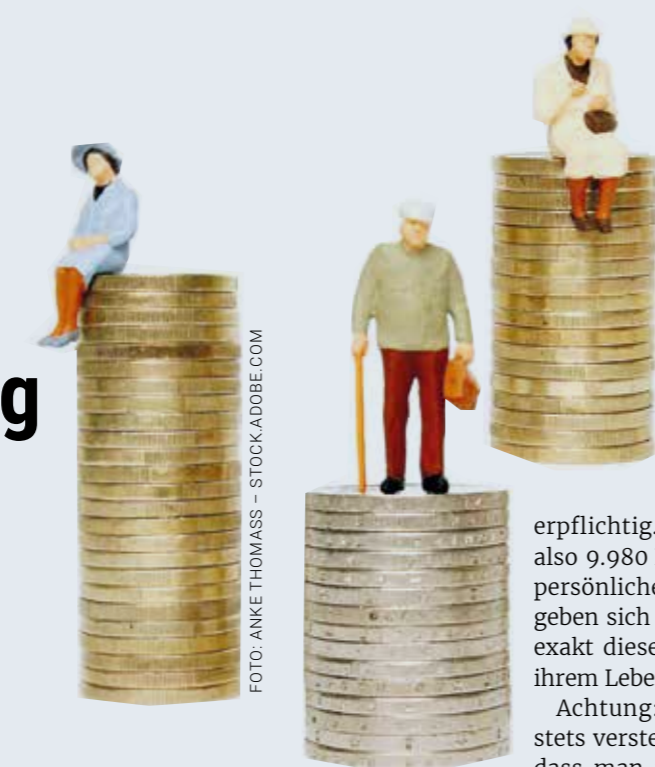 g
FOTO: ANKE THOMASS – STOCK.ADOBE.COM
erpflichtig.
also 9.980
persönliche
geben sich
exakt diese
ihrem Lebe
Achtung:
stets verste
dass man